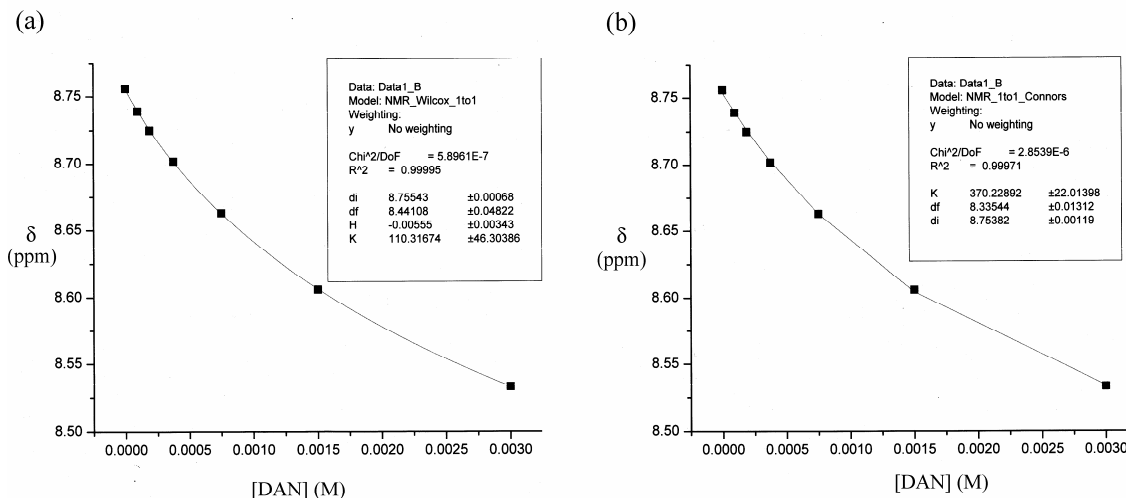 (a)
Data: Data1_B
Model: NMR_Wilcox_1to1
Weighting:
y No weighting
Chi^2/DoF = 5.8961E-7
R^2 = 0.99995
di 8.75543 ±0.00068
df 8.44108 ±0.04822
H -0.00555 ±0.00343
K 110.31674 ±46.30386
8.75
8.70
8.65
8.60
8.55
8.50
δ
(ppm)
0.0000 0.0005 0.0010 0.0015 0.0020 0.0025 0.0030
[DAN] (M)
(b)
Data: Data1_B
Model: NMR_1to1_Connors
Weighting:
y No weighting
Chi^2/DoF = 2.8539E-6
R^2 = 0.99971
K 370.22892 ±22.01398
df 8.33544 ±0.01312
di 8.75382 ±0.00119
8.75
8.70
8.65
8.60
8.55
8.50
δ
(ppm)
0.0000 0.0005 0.0010 0.0015 0.0020 0.0025 0.0030
[DAN] (M)